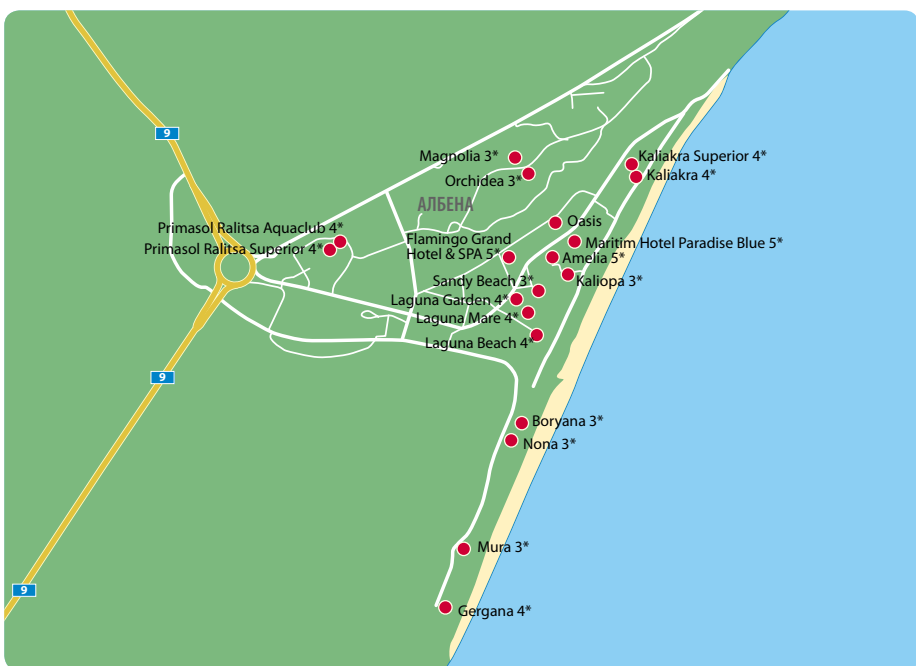 9
Magnolia 3*
Kaliakra Superior 4*
Orchidea 3*
Kaliakra 4*
АЛБЕНА
Primasol Ralitsa Aquaclub 4*
Oasis
Primasol Ralitsa Superior 4*
Flamingo Grand
Hotel & SPA 5*
Maritim Hotel Paradise Blue 5*
Amelia 5*
Sandy Beach 3*
Kaliopa 3*
Laguna Garden 4*
Laguna Mare 4*
Laguna Beach 4*
9
Boryana 3*
Nona 3*
Mura 3*
9
Gergana 4*